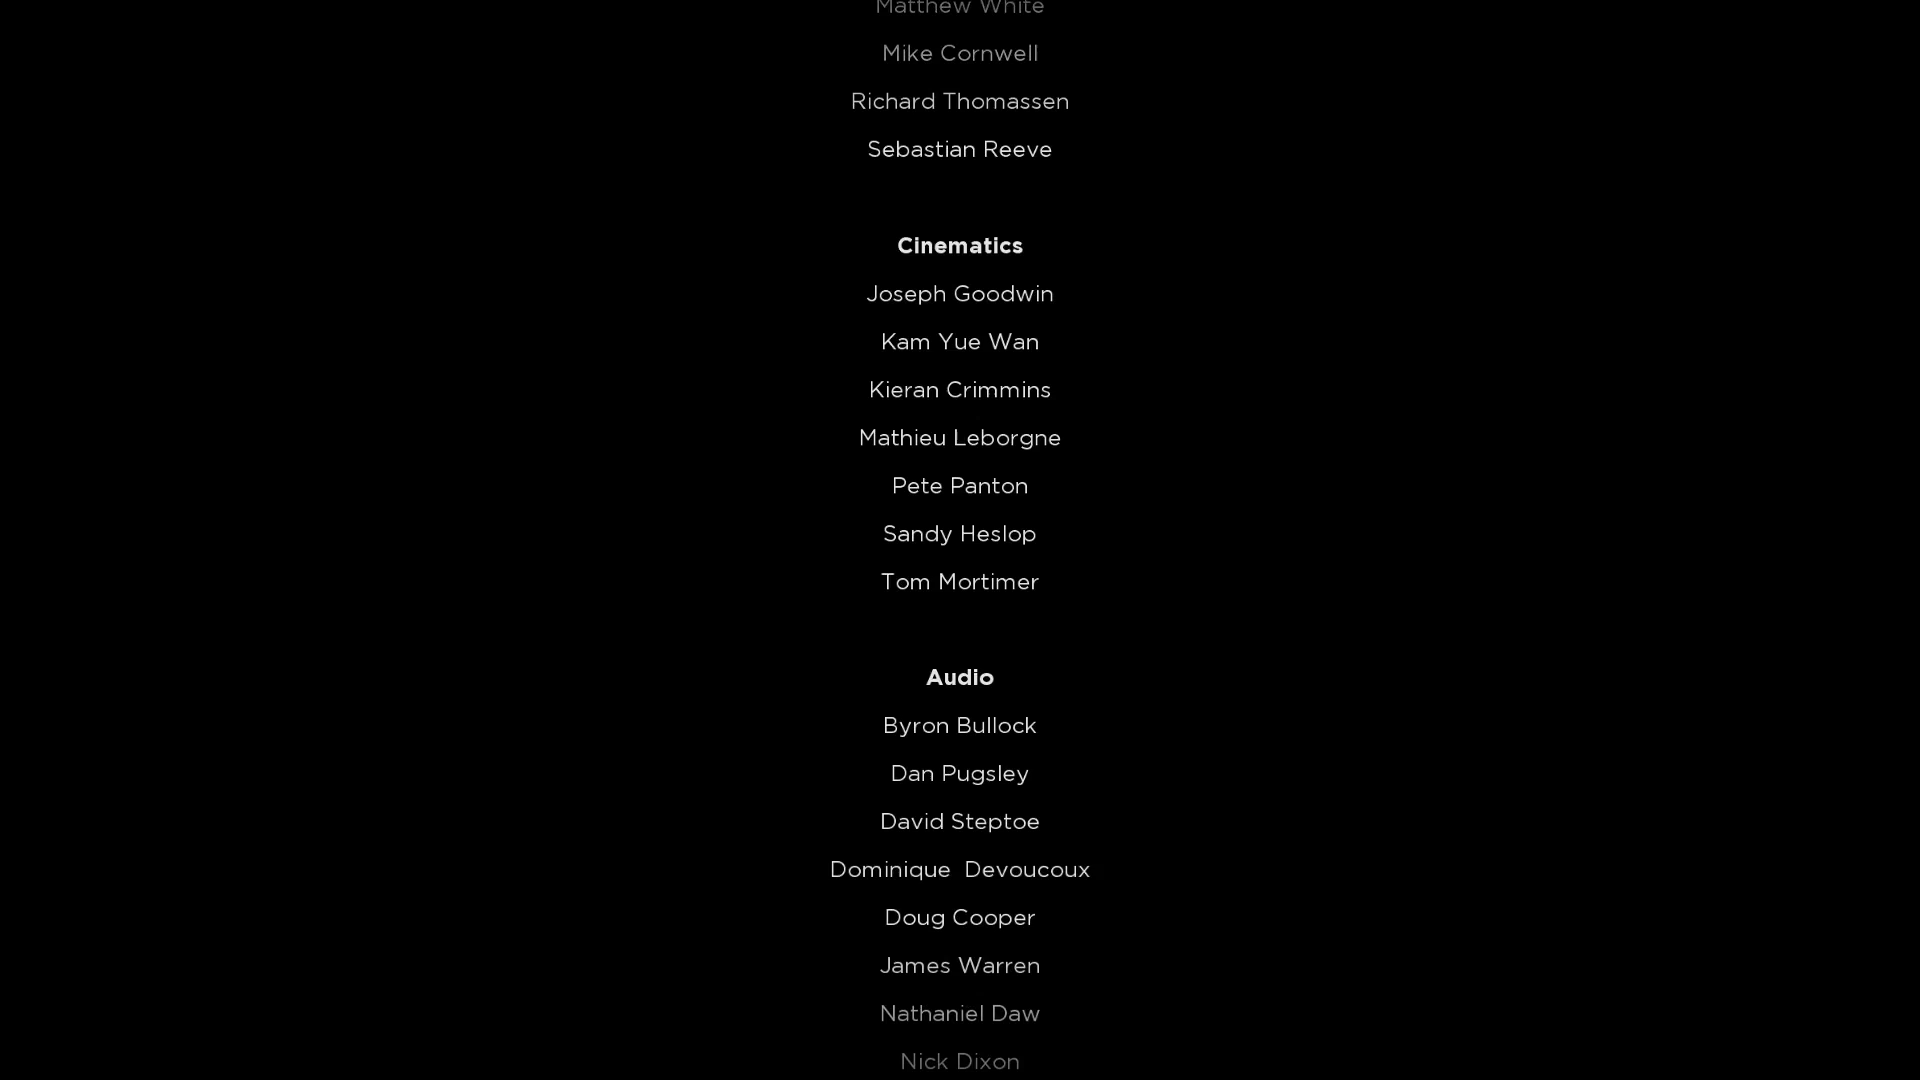 Matthew White
Mike Cornwell
Richard Thomassen
Sebastian Reeve
Cinematics
Joseph Goodwin
Kam Yue Wan
Kieran Crimmins
Mathieu Leborgne
Pete Panton
Sandy Heslop
Tom Mortimer
Audio
Byron Bullock
Dan Pugsley
David Steptoe
Dominique  Devoucoux
Doug Cooper
James Warren
Nathaniel Daw
Nick Dixon